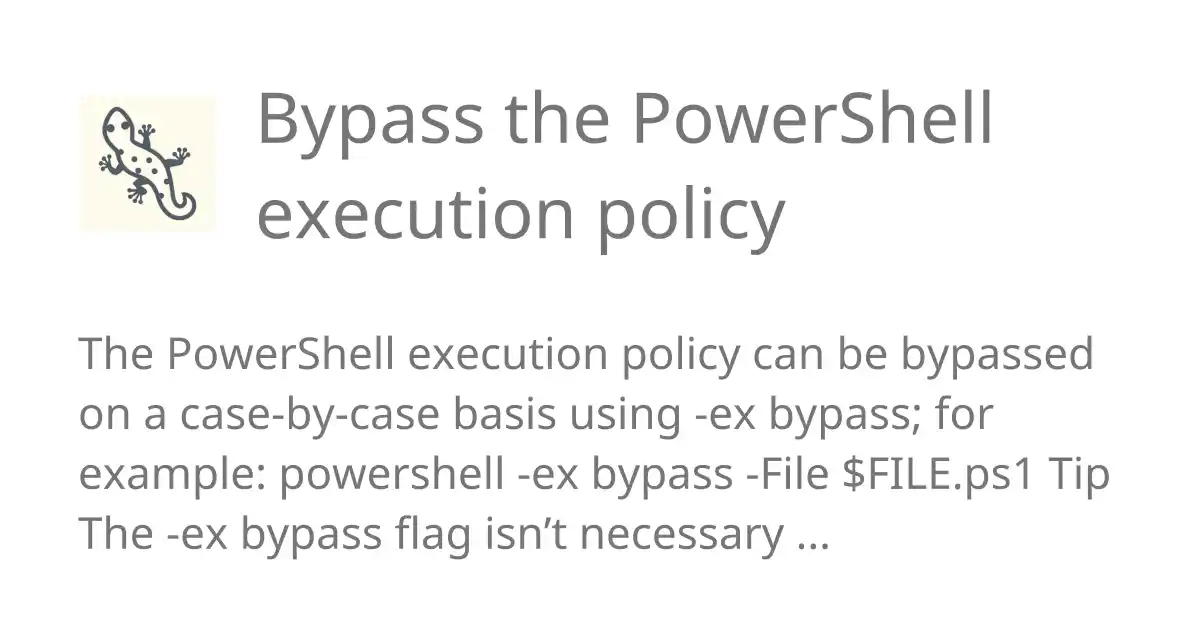 Bypass the PowerShell
execution policy
The PowerShell execution policy can be bypassed
on a case-by-case basis using -ex bypass; for
example: powershell -ex bypass -File $FILE.ps1 Tip
The -ex bypass flag isn’t necessary ...